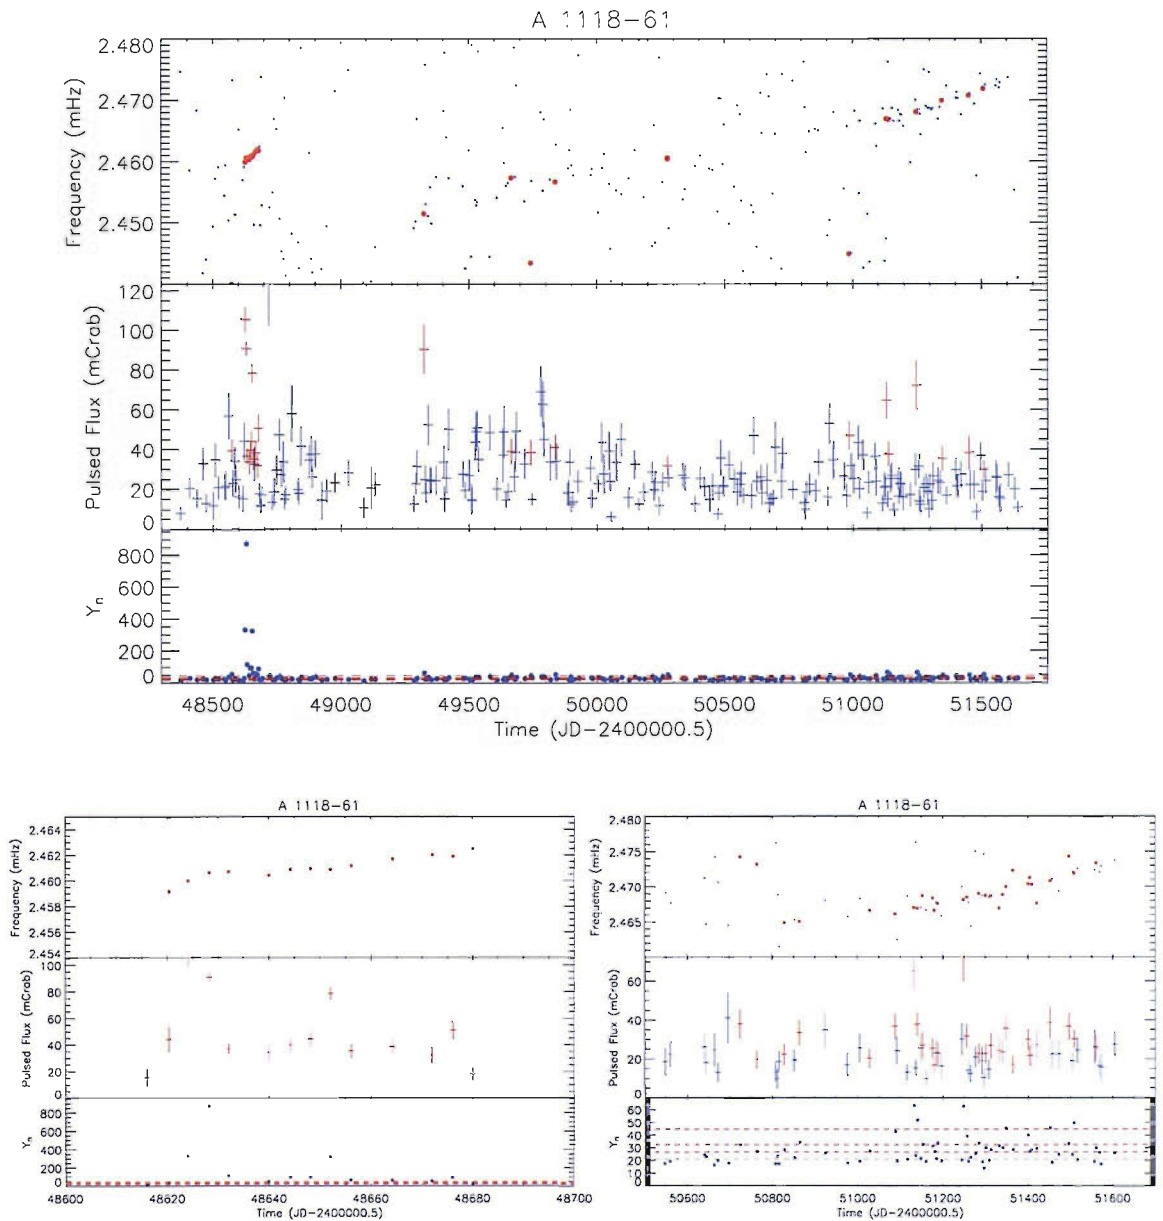 A 1118-61
2.480
2.470
2.460
2.450
Frequency (mHz)
120
100
80
60
40
20
0
Pulsed Flux (mCrab)
800
600
400
200
0
Yn
48500 49000 49500 50000 50500 51000 51500
Time (JD-2400000.5)
A 1118-61
2.464
2.462
2.460
2.458
2.456
2.454
Frequency (mHz)
100
80
60
40
20
0
Pulsed Flux (mCrab)
800
600
400
200
0
Yn
48600 48620 48640 48660 48680 48700
Time (JD-2400000.5)
A 1118-61
2.480
2.475
2.470
2.465
Frequency (mHz)
60
40
20
0
Pulsed Flux (mCrab)
60
50
40
30
20
10
0
Yn
50600 50800 51000 51200 51400 51600
Time (JD-2400000.5)